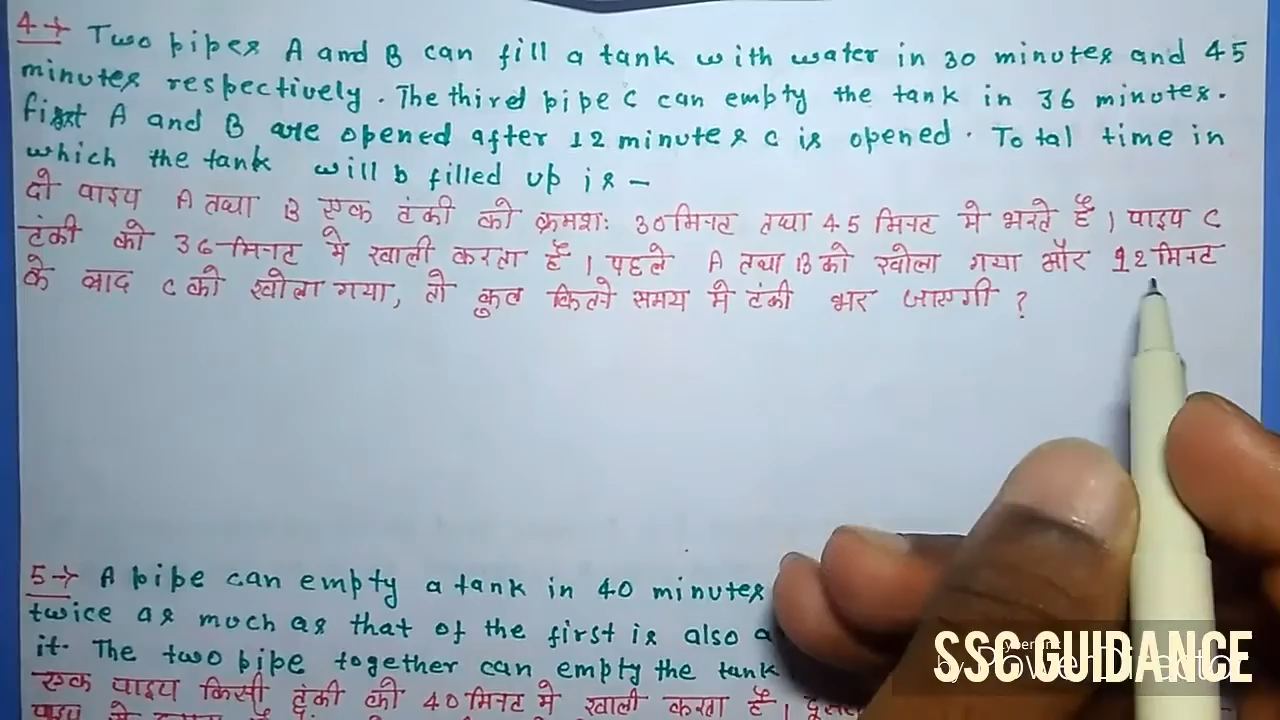 4→ Two pipes A and B can fill a tank with water in 30 minutes and 45
minutes respectively. The third pipe C can empty the tank in 36 minutes.
first A and B are opened after 12 minutes C is opened. Total time in
which the tank will b filled up is –
दो पाइप A तथा B एक टंकी को क्रमशः 30 मिनट तथा 45 मिनट मे भरते हैं। पाइप C
टंकी को 36 मिनट मे खाली करता हैं। पहले A तथा B को खोला गया और 12 मिनट
के बाद C को खोला गया, तो कुल कितने समय मे टंकी भर जाएगी ?
5→ A pipe can empty a tank in 40 minutes
twice as much as that of the first is also a
it. The two pipe together can empty the tank
एक पाइप किसी टंकी को 40 मिनट मे खाली करता है।
पाइप
SSC GUIDANCE
by PowerDirector